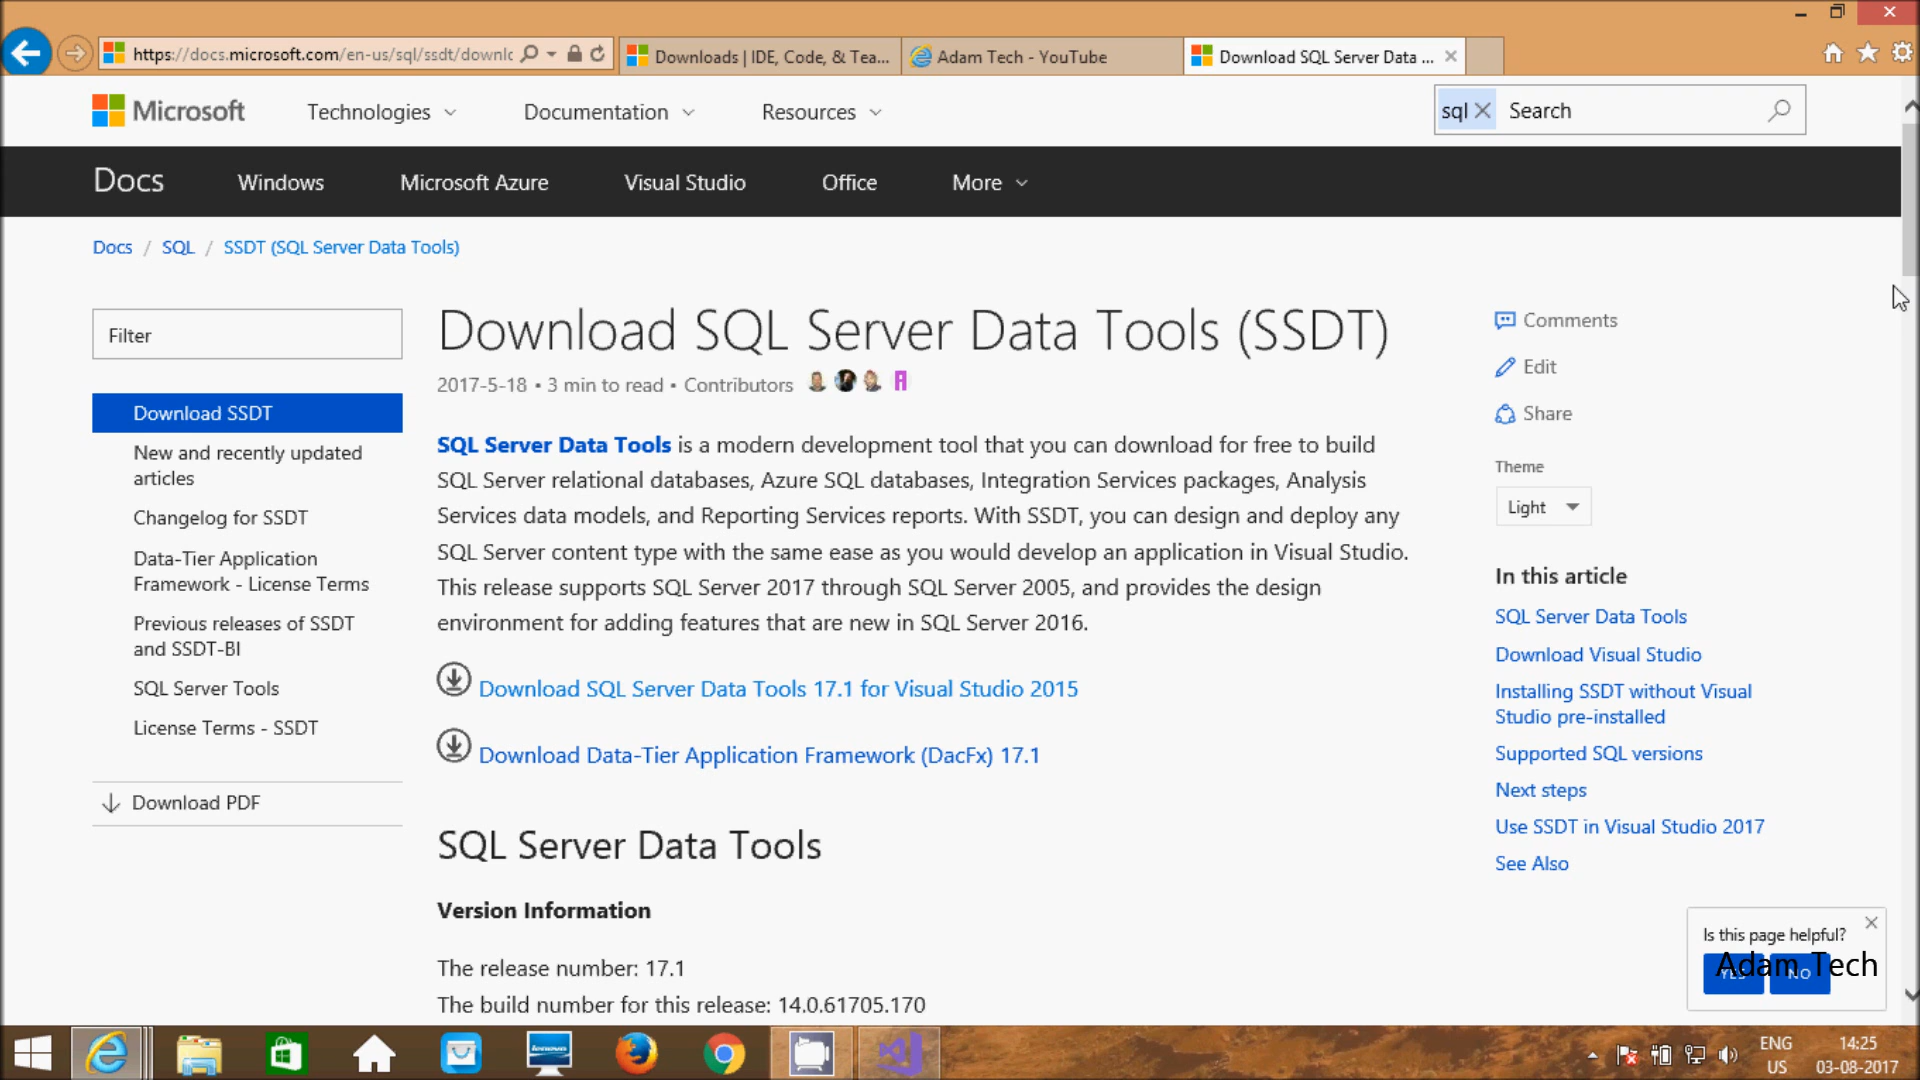 https://docs.microsoft.com/en-us/sql/ssdt/downlc
Downloads | IDE, Code, & Tea...
Adam Tech - YouTube
Download SQL Server Data ...
Microsoft
Technologies
Documentation
Resources
sql
Search
Docs
Windows
Microsoft Azure
Visual Studio
Office
More
Docs / SQL / SSDT (SQL Server Data Tools)
Filter
Download SSDT
New and recently updated
articles
Changelog for SSDT
Data-Tier Application
Framework - License Terms
Previous releases of SSDT
and SSDT-BI
SQL Server Tools
License Terms - SSDT
Download PDF
Download SQL Server Data Tools (SSDT)
2017-5-18 • 3 min to read • Contributors
SQL Server Data Tools is a modern development tool that you can download for free to build
SQL Server relational databases, Azure SQL databases, Integration Services packages, Analysis
Services data models, and Reporting Services reports. With SSDT, you can design and deploy any
SQL Server content type with the same ease as you would develop an application in Visual Studio.
This release supports SQL Server 2017 through SQL Server 2005, and provides the design
environment for adding features that are new in SQL Server 2016.
Download SQL Server Data Tools 17.1 for Visual Studio 2015
Download Data-Tier Application Framework (DacFx) 17.1
SQL Server Data Tools
Version Information
The release number: 17.1
The build number for this release: 14.0.61705.170
Comments
Edit
Share
Theme
Light
In this article
SQL Server Data Tools
Download Visual Studio
Installing SSDT without Visual
Studio pre-installed
Supported SQL versions
Next steps
Use SSDT in Visual Studio 2017
See Also
Is this page helpful?
YES
NO
Adam Tech
lenovo
ENG
US
14:25
03-08-2017